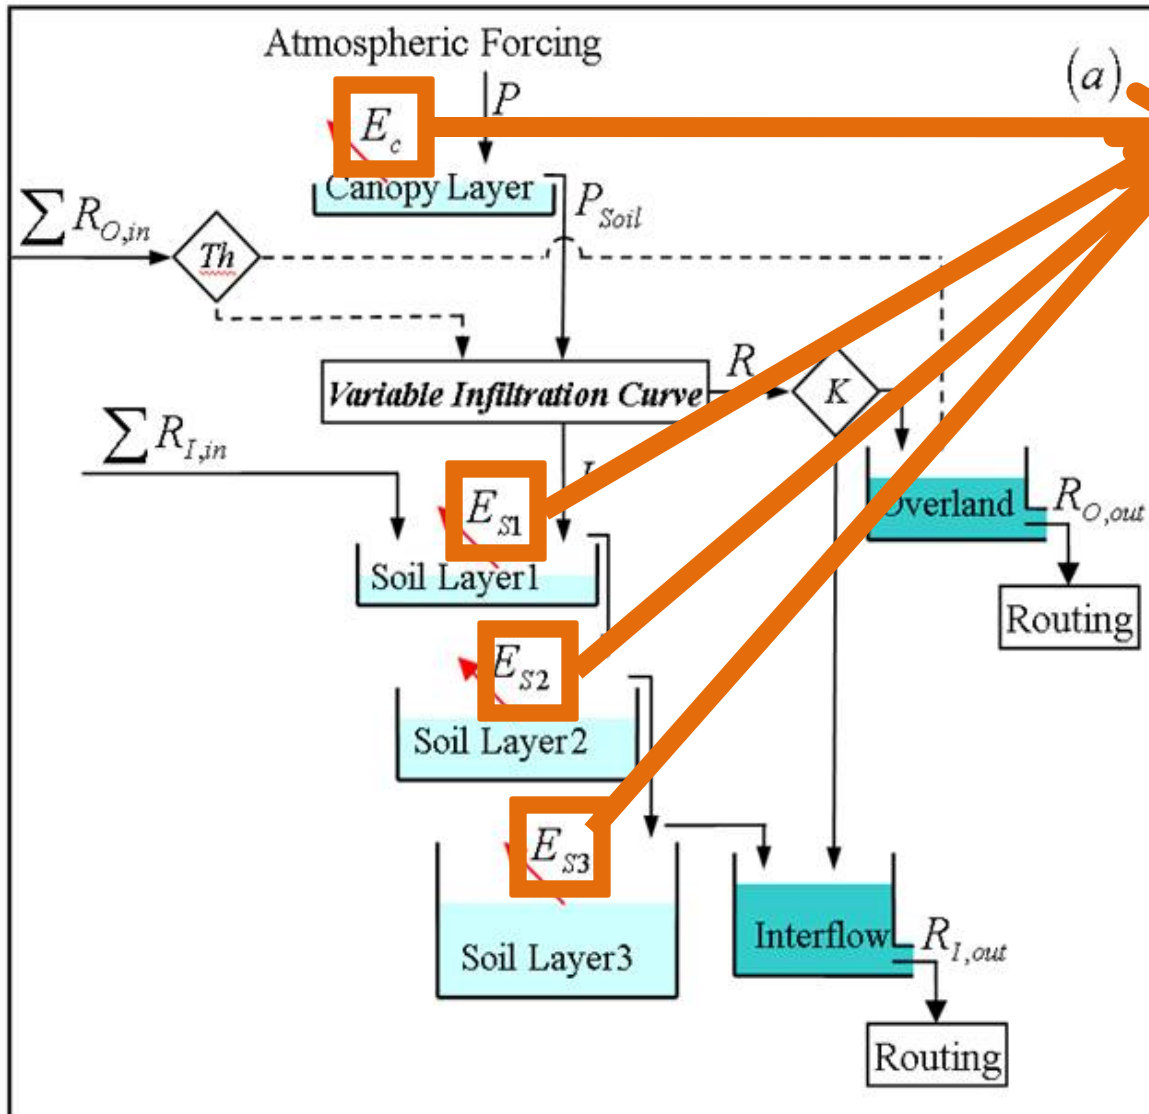 Atmospheric Forcing
(a)
P
E_c
Canopy Layer
P_Soil
∑ R_O,in
Th
R
Variable Infiltration Curve
K
∑ R_I,in
E_S1
Overland
R_O,out
Soil Layer1
Routing
E_S2
Soil Layer2
E_S3
Interflow
R_I,out
Soil Layer3
Routing